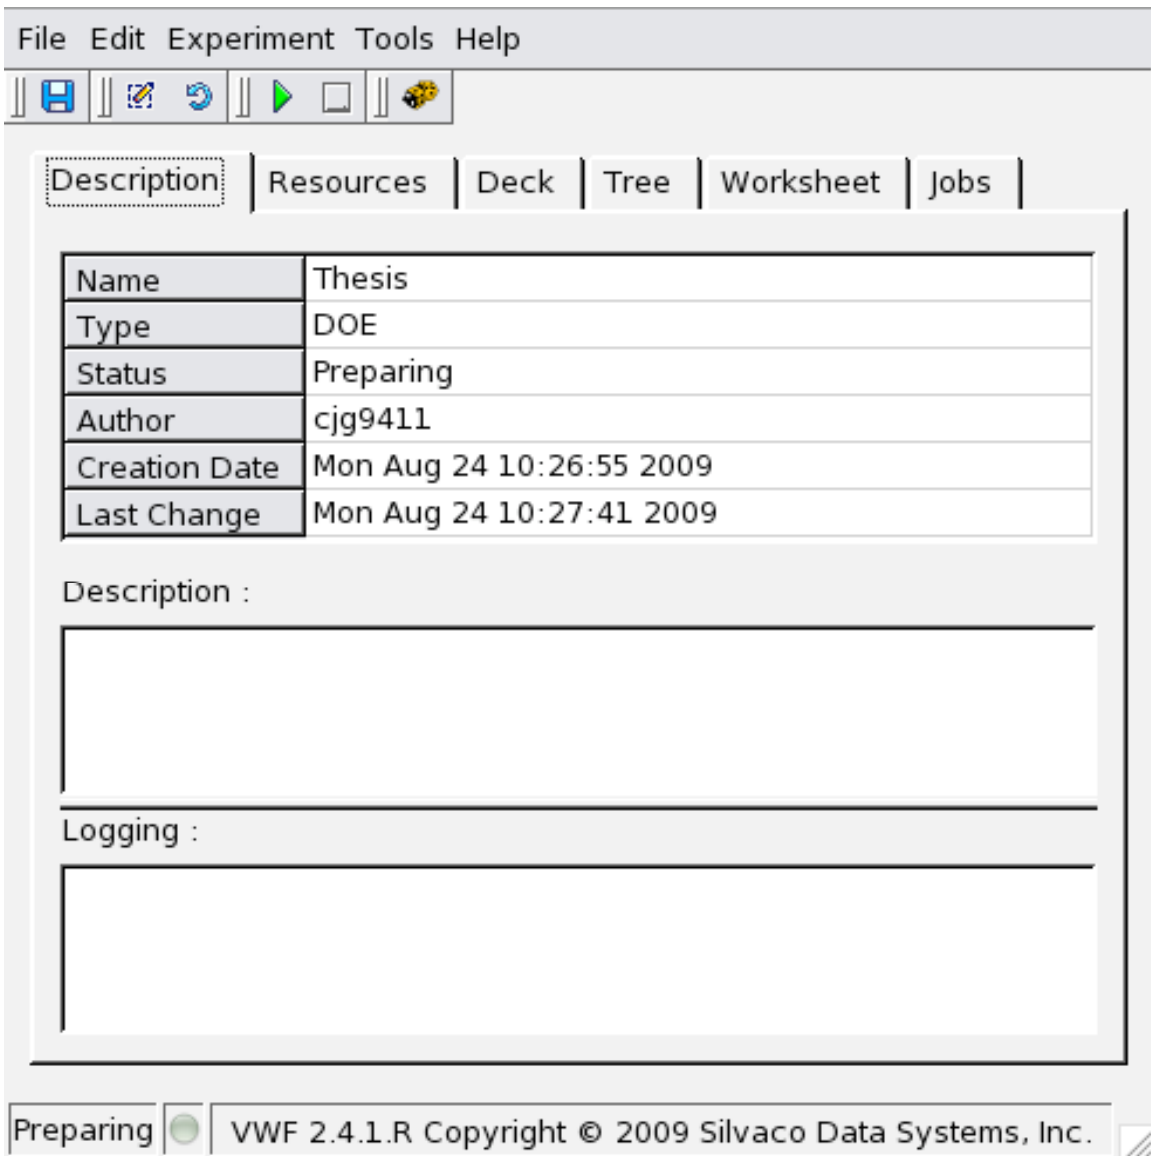 File Edit Experiment Tools Help
Description Resources Deck Tree Worksheet Jobs
Name Thesis
Type DOE
Status Preparing
Author cjg9411
Creation Date Mon Aug 24 10:26:55 2009
Last Change Mon Aug 24 10:27:41 2009
Description :
Logging :
Preparing VWF 2.4.1.R Copyright © 2009 Silvaco Data Systems, Inc.